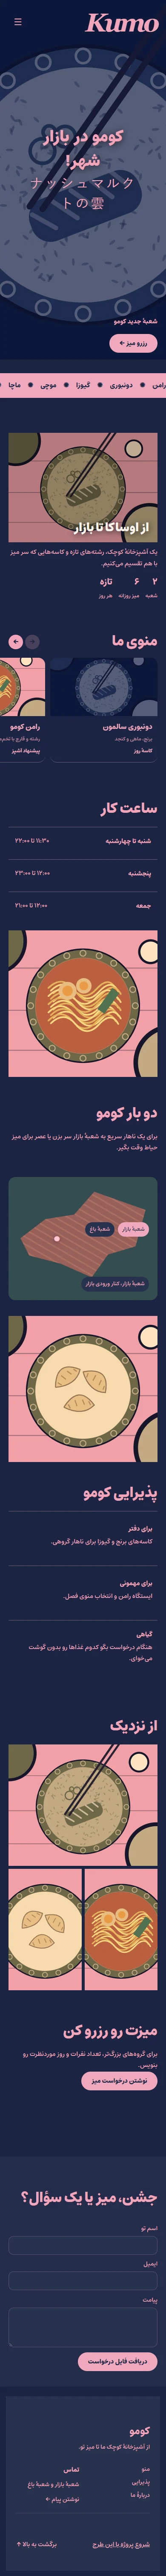 Kumo
کومو در بازار
شهر!
ナッシュマルク
トの雲
شعبهٔ جدید کومو
رزرو میز ←
رامن ✺ دونبوری ✺ گیوزا ✺ موچی ✺ ماچا
از اوساکا تا بازار
یک آشپزخانهٔ کوچک، رشته‌های تازه و کاسه‌هایی که سر میز
با هم تقسیم می‌کنیم.
۲ ۶ تازه
شعبه میز روزانه هر روز
منوی ما
دونبوری سالمون
برنج، ماهی و کنجد
کاسهٔ روز
رامن کومو
پیشنهاد آشپز
ساعت کار
شنبه تا چهارشنبه ۱۱:۳۰ تا ۲۲:۰۰
پنجشنبه ۱۲:۰۰ تا ۲۳:۰۰
جمعه ۱۲:۰۰ تا ۲۱:۰۰
دو بار کومو
برای یک ناهار سریع به شعبهٔ بازار سر بزن یا عصر برای میز
حیاط وقت بگیر.
شعبهٔ بازار شعبهٔ باغ
شعبهٔ بازار، کنار ورودی بازار
پذیرایی کومو
برای دفتر
کاسه‌های برنج و گیوزا برای ناهار گروهی.
برای مهمونی
ایستگاه رامن و انتخاب منوی فصل.
گیاهی
هنگام درخواست بگو کدوم غذاها رو بدون گوشت
می‌خوای.
از نزدیک
میزت رو رزرو کن
برای گروه‌های بزرگ‌تر، تعداد نفرات و روز موردنظرت رو
بنویس.
نوشتن درخواست میز
جشن، میز یا یک سؤال؟
اسم تو
ایمیل
پیامت
دریافت فایل درخواست
کومو
از آشپزخانهٔ کوچک ما تا میز تو.
منو
پذیرایی
دربارهٔ ما
تماس
شعبهٔ بازار و شعبهٔ باغ
نوشتن پیام ←
شروع پروژه با این طرح
برگشت به بالا ↑